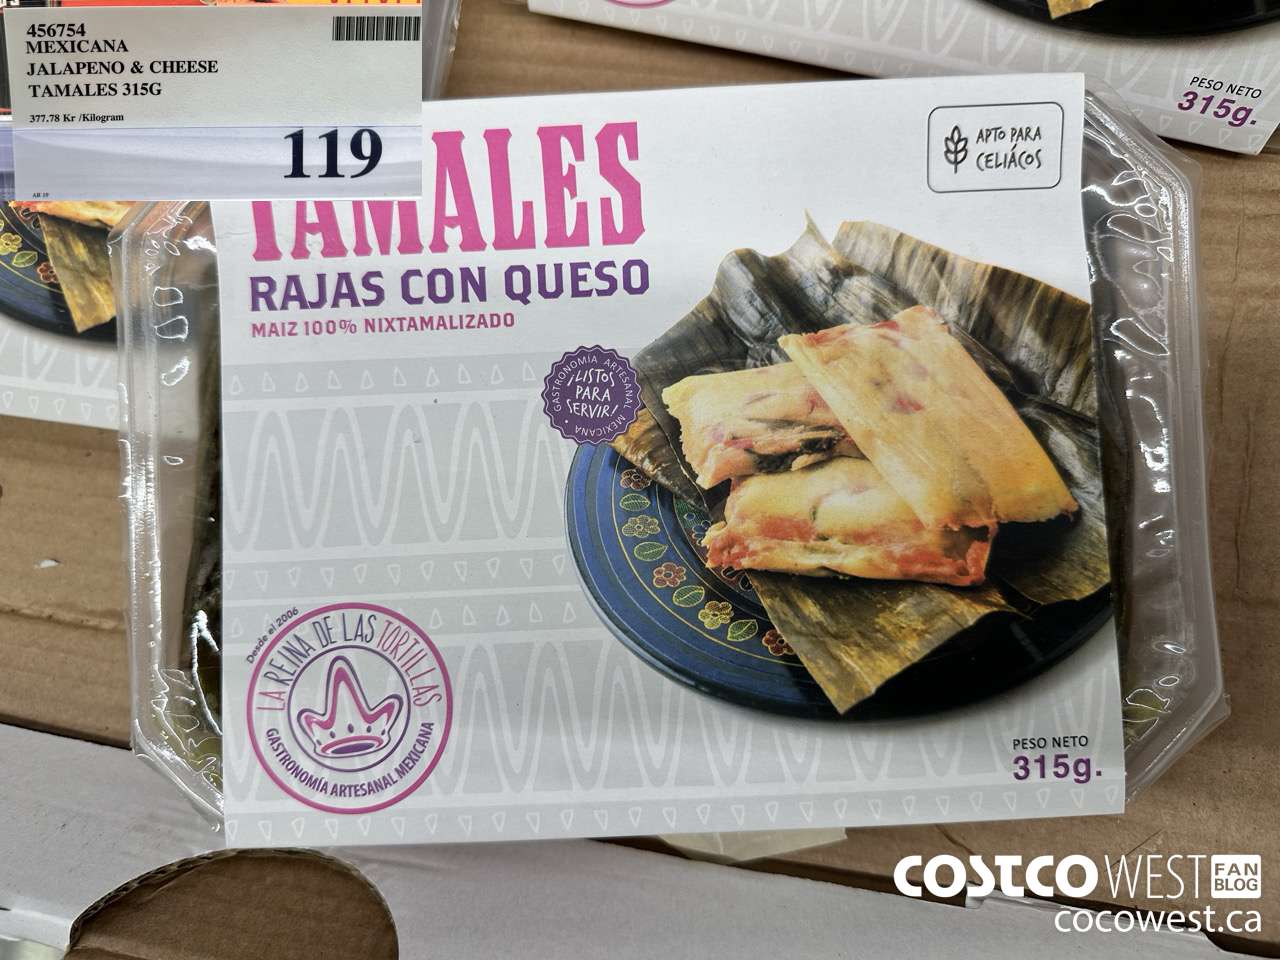 456754
MEXICANA
JALAPENO & CHEESE
TAMALES 315G
377.78 Kr /Kilogram
119
AH 19
TAMALES
RAJAS CON QUESO
MAIZ 100% NIXTAMALIZADO
APTO PARA
CELIÁCOS
GASTRONOMÍA ARTESANAL MEXICANA
¡LISTOS
PARA
SERVIR!
Desde el 2006
LA REINA DE LAS TORTILLAS
GASTRONOMÍA ARTESANAL MEXICANA
PESO NETO
315g.
PESO NETO
315g.
COSTCO WEST FAN
BLOG
cocowest.ca